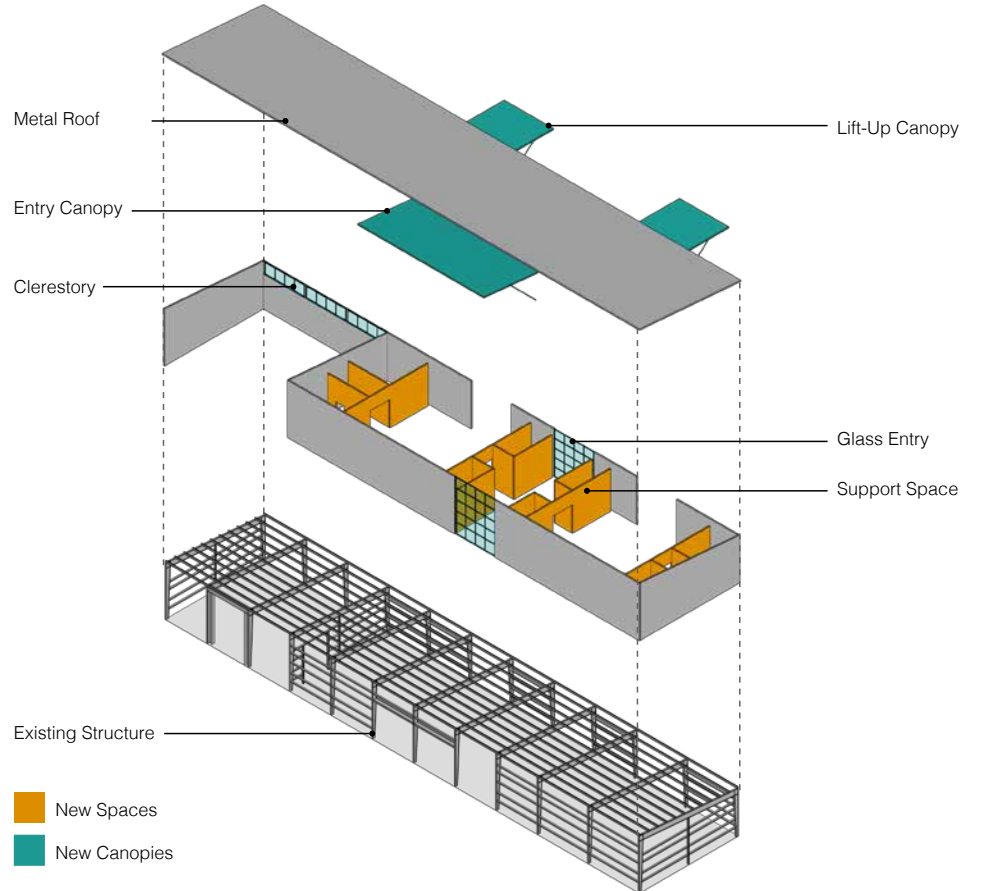 Metal Roof
Lift-Up Canopy
Entry Canopy
Clerestory
Glass Entry
Support Space
Existing Structure
New Spaces
New Canopies